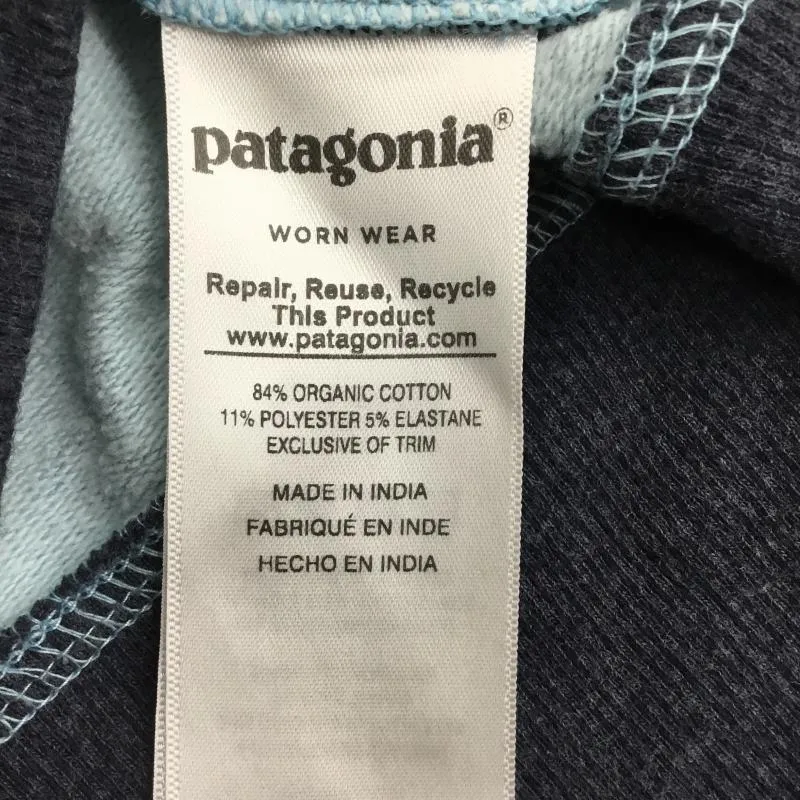 patagonia®
WORN WEAR
Repair, Reuse, Recycle
This Product
www.patagonia.com
84% ORGANIC COTTON
11% POLYESTER 5% ELASTANE
EXCLUSIVE OF TRIM
MADE IN INDIA
FABRIQUÉ EN INDE
HECHO EN INDIA